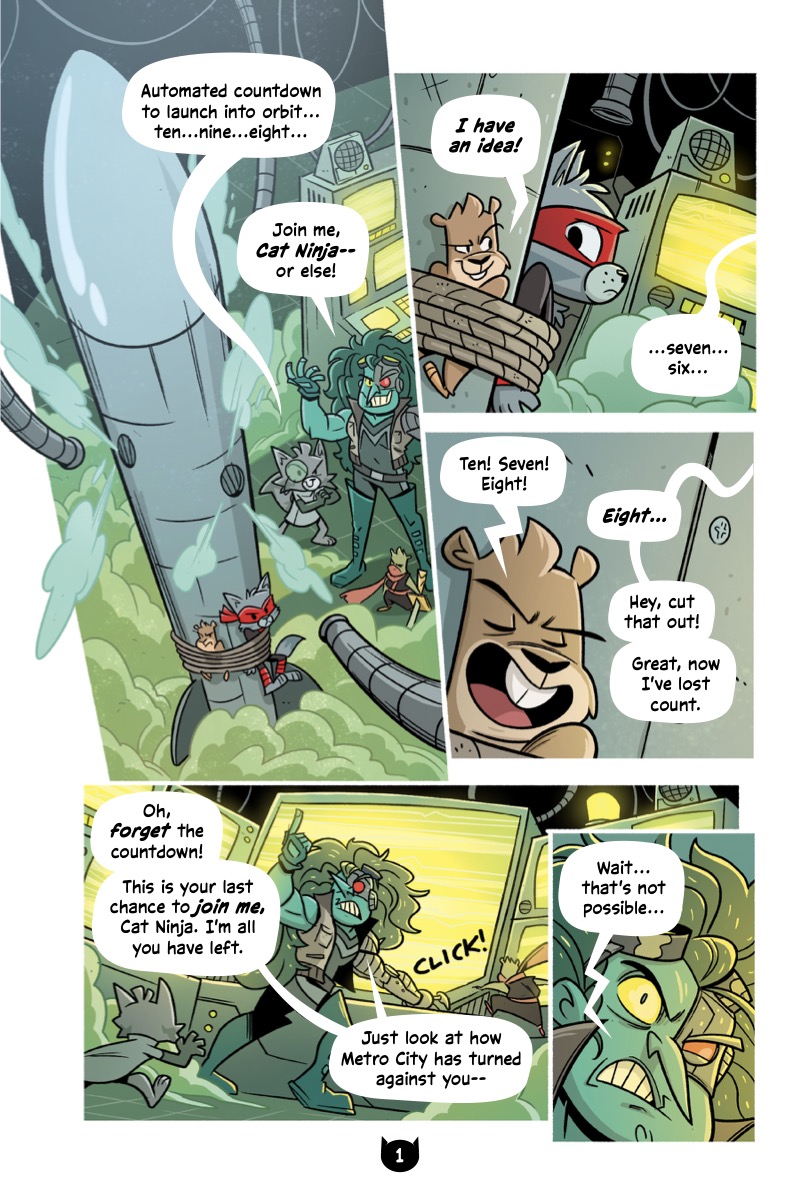 Automated countdown
to launch into orbit...
ten...nine...eight...
Join me,
Cat Ninja--
or else!
I have
an idea!
...seven...
six...
Ten! Seven!
Eight!
Eight...
Hey, cut
that out!
Great, now
I've lost
count.
Oh,
forget the
countdown!
This is your last
chance to join me,
Cat Ninja. I'm all
you have left.
CLICK!
Just look at how
Metro City has turned
against you--
Wait...
that's not
possible...
1